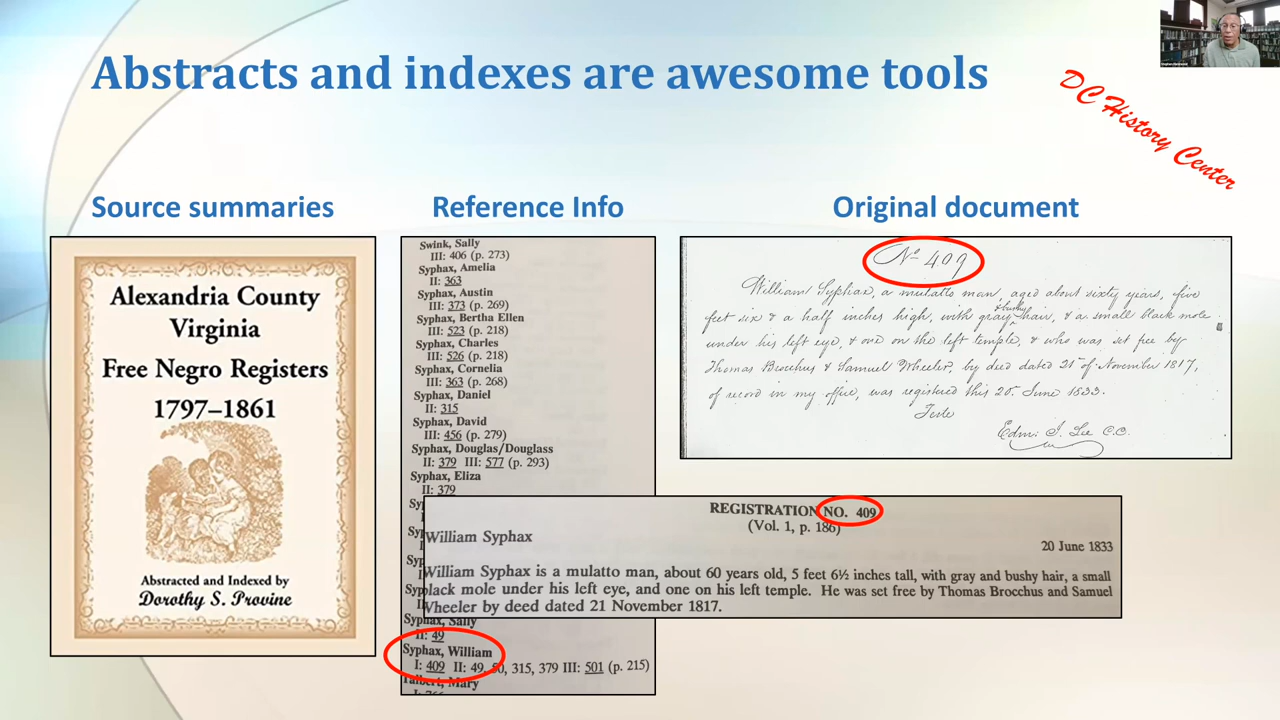 Abstracts and indexes are awesome tools
DC History Center
Source summaries
Reference Info
Original document
Alexandria County
Virginia
Free Negro Registers
1797–1861
Abstracted and Indexed by
Dorothy S. Provine
Swink, Sally
III: 406 (p. 273)
Syphax, Amelia
II: 363
Syphax, Austin
III: 373 (p. 269)
Syphax, Bertha Ellen
III: 523 (p. 218)
Syphax, Charles
III: 526 (p. 218)
Syphax, Cornelia
III: 363 (p. 268)
Syphax, Daniel
II: 315
Syphax, David
III: 456 (p. 279)
Syphax, Douglas/Douglass
II: 379 III: 577 (p. 293)
Syphax, Eliza
II: 379
Syphax, Sally
II: 49
Syphax, William
I: 409 II: 49, 50, 315, 379 III: 501 (p. 215)
Talbert, Mary
No 409
William Syphax, a mulatto man, aged about sixty years, five
feet six & a half inches high, with gray & bushy hair, & a small black mole
under his left eye, & one on the left temple, & who was set free by
Thomas Brocchus & Samuel Wheeler, by deed dated 21st of November 1817,
of record in my office, was registered this 20th June 1833.
Teste
Edm: I. Lee C.C.
REGISTRATION NO. 409
(Vol. 1, p. 186)
William Syphax
20 June 1833
William Syphax is a mulatto man, about 60 years old, 5 feet 6½ inches tall, with gray and bushy hair, a small
lack mole under his left eye, and one on his left temple. He was set free by Thomas Brocchus and Samuel
Wheeler by deed dated 21 November 1817.